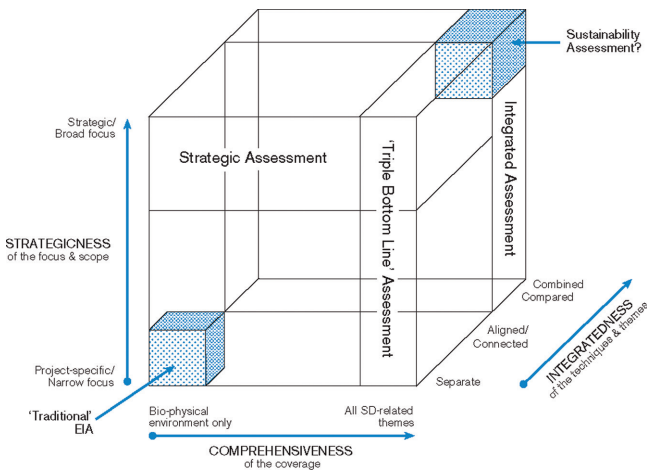 Sustainability
Assessment?
Strategic/
Broad focus
Strategic Assessment
'Triple Bottom Line' Assessment
Integrated Assessment
STRATEGICNESS
of the focus & scope
Combined
Compared
Aligned/
Connected
INTEGRATEDNESS
of the techniques & themes
Project-specific/
Narrow focus
Separate
'Traditional'
EIA
Bio-physical
environment only
All SD-related
themes
COMPREHENSIVENESS
of the coverage